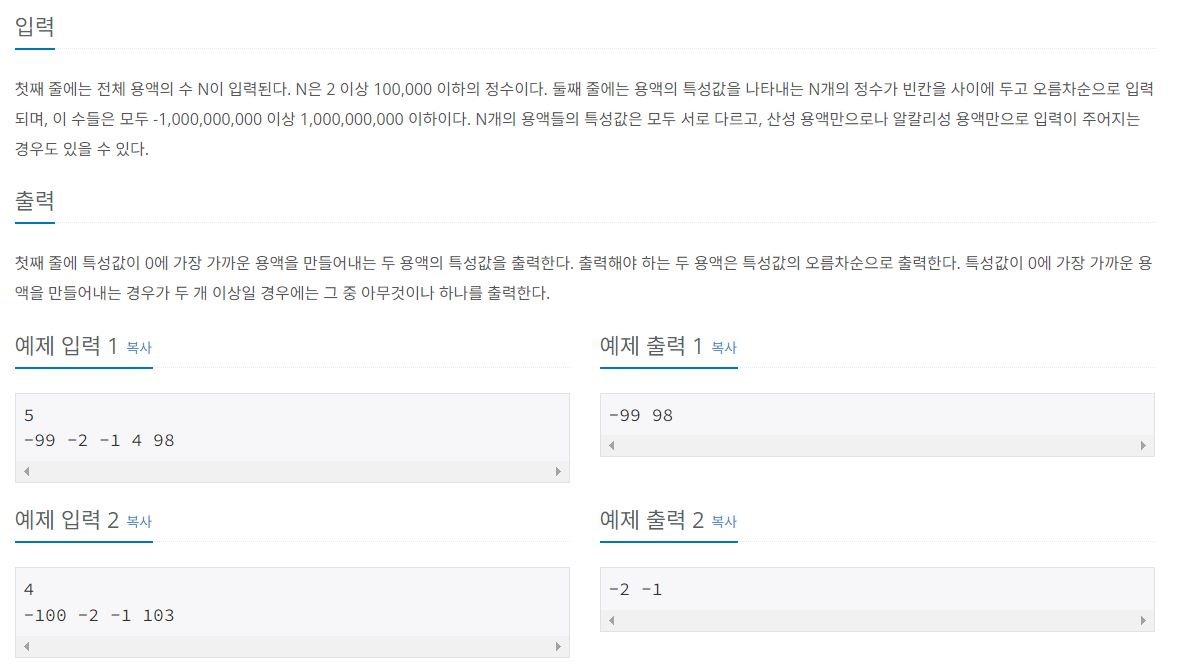 입력
첫째 줄에는 전체 용액의 수 N이 입력된다. N은 2 이상 100,000 이하의 정수이다. 둘째 줄에는 용액의 특성값을 나타내는 N개의 정수가 빈칸을 사이에 두고 오름차순으로 입력
되며, 이 수들은 모두 -1,000,000,000 이상 1,000,000,000 이하이다. N개의 용액들의 특성값은 모두 서로 다르고, 산성 용액만으로나 알칼리성 용액만으로 입력이 주어지는
경우도 있을 수 있다.
출력
첫째 줄에 특성값이 0에 가장 가까운 용액을 만들어내는 두 용액의 특성값을 출력한다. 출력해야 하는 두 용액은 특성값의 오름차순으로 출력한다. 특성값이 0에 가장 가까운 용
액을 만들어내는 경우가 두 개 이상일 경우에는 그 중 아무것이나 하나를 출력한다.
예제 입력 1 복사
5
-99 -2 -1 4 98
예제 출력 1 복사
-99 98
예제 입력 2 복사
4
-100 -2 -1 103
예제 출력 2 복사
-2 -1